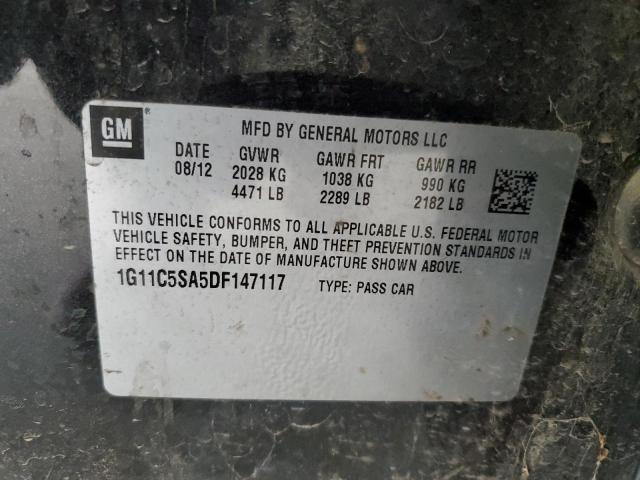 GM ®
MFD BY GENERAL MOTORS LLC
DATE GVWR GAWR FRT GAWR RR
08/12 2028 KG 1038 KG 990 KG
4471 LB 2289 LB 2182 LB
THIS VEHICLE CONFORMS TO ALL APPLICABLE U.S. FEDERAL MOTOR
VEHICLE SAFETY, BUMPER, AND THEFT PREVENTION STANDARDS IN
EFFECT ON THE DATE OF MANUFACTURE SHOWN ABOVE.
1G11C5SA5DF147117 TYPE: PASS CAR